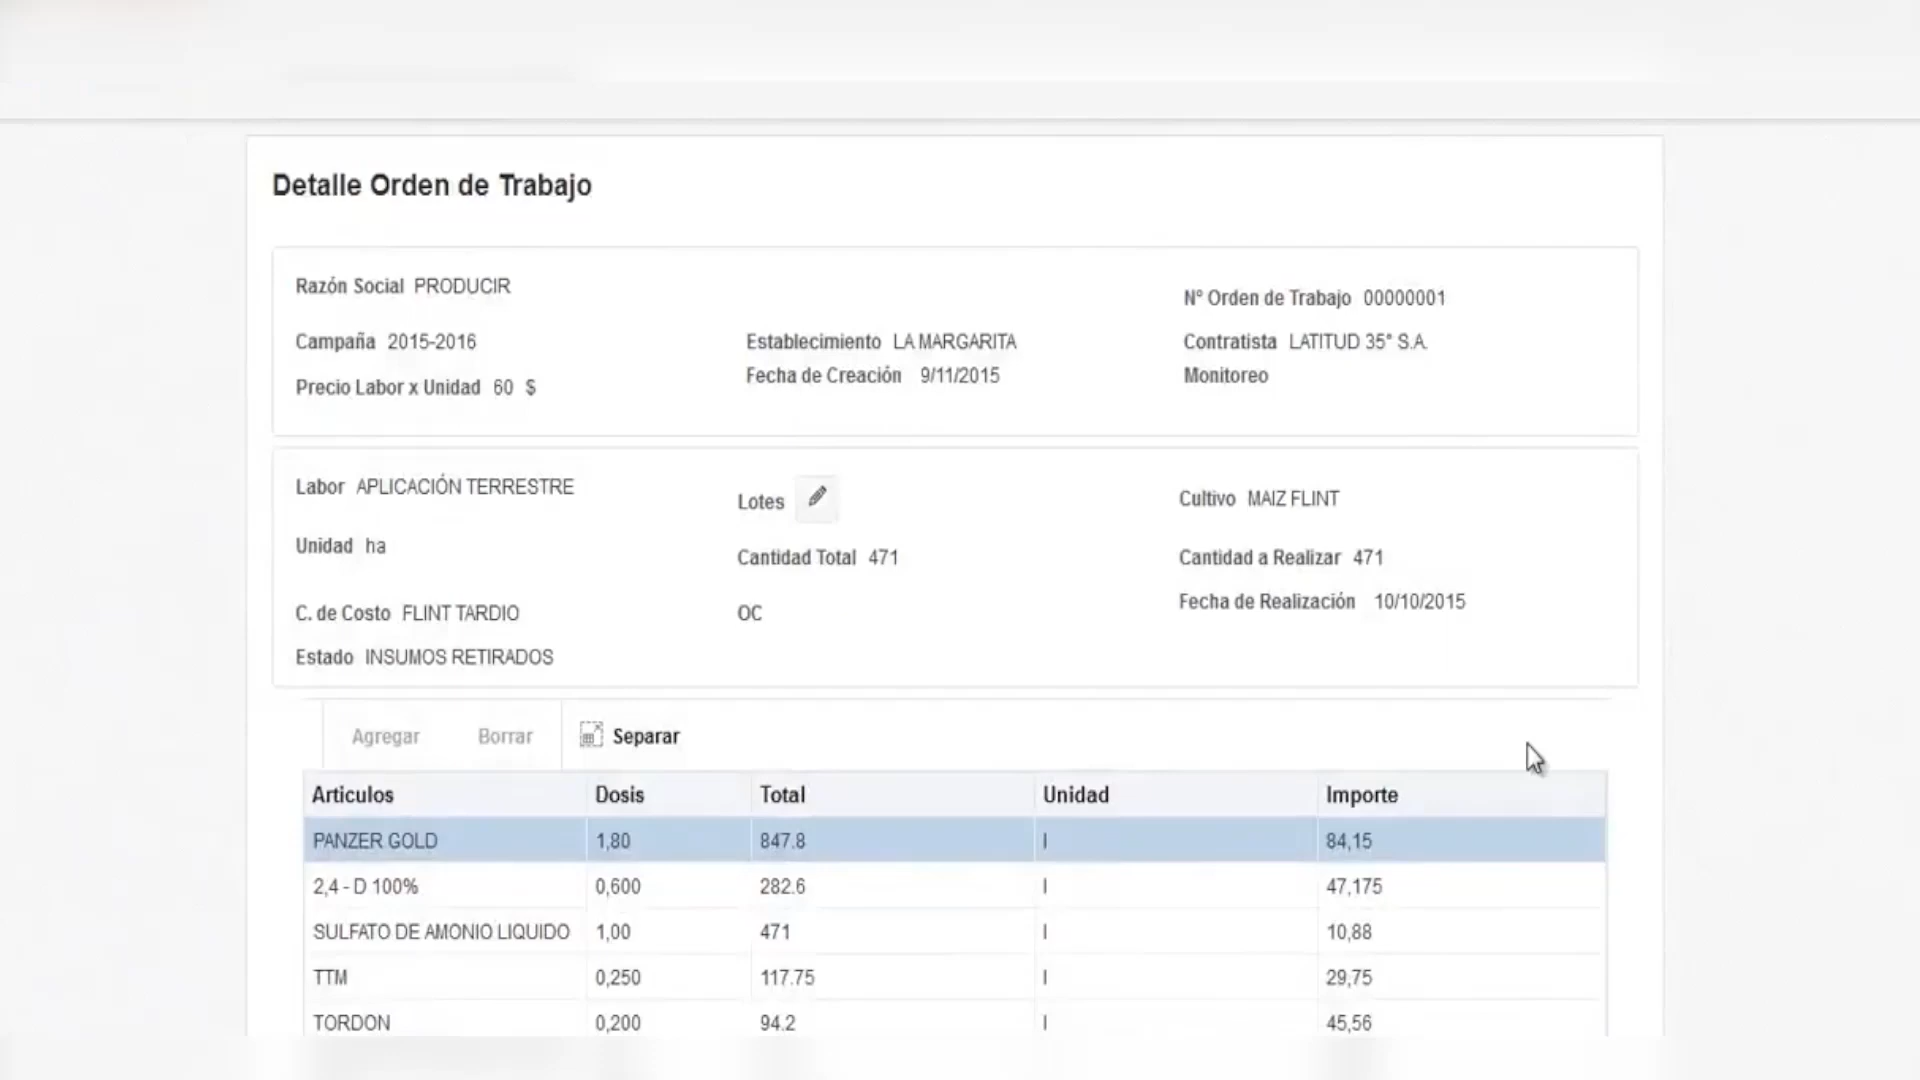 Detalle Orden de Trabajo
Razón Social PRODUCIR
Nº Orden de Trabajo 00000001
Campaña 2015-2016
Establecimiento LA MARGARITA
Contratista LATITUD 35° S.A.
Precio Labor x Unidad 60 $
Fecha de Creación 9/11/2015
Monitoreo
Labor APLICACIÓN TERRESTRE
Lotes
Cultivo MAIZ FLINT
Unidad ha
Cantidad Total 471
Cantidad a Realizar 471
C. de Costo FLINT TARDIO
OC
Fecha de Realización 10/10/2015
Estado INSUMOS RETIRADOS
Agregar Borrar Separar
Articulos Dosis Total Unidad Importe
PANZER GOLD 1,80 847.8 l 84,15
2,4 - D 100% 0,600 282.6 l 47,175
SULFATO DE AMONIO LIQUIDO 1,00 471 l 10,88
TTM 0,250 117.75 l 29,75
TORDON 0,200 94.2 l 45,56